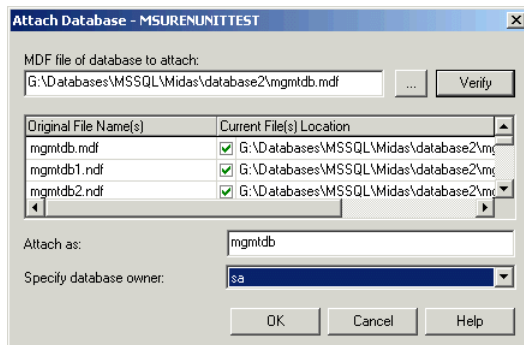 Attach Database - MSURENUNITTEST
MDF file of database to attach:
G:\Databases\MSSQL\Midas\database2\mgmtdb.mdf ... Verify
Original File Name(s) Current File(s) Location
mgmtdb.mdf G:\Databases\MSSQL\Midas\database2\mg
mgmtdb1.ndf G:\Databases\MSSQL\Midas\database2\mg
mgmtdb2.ndf G:\Databases\MSSQL\Midas\database2\mg
Attach as: mgmtdb
Specify database owner: sa
OK Cancel Help